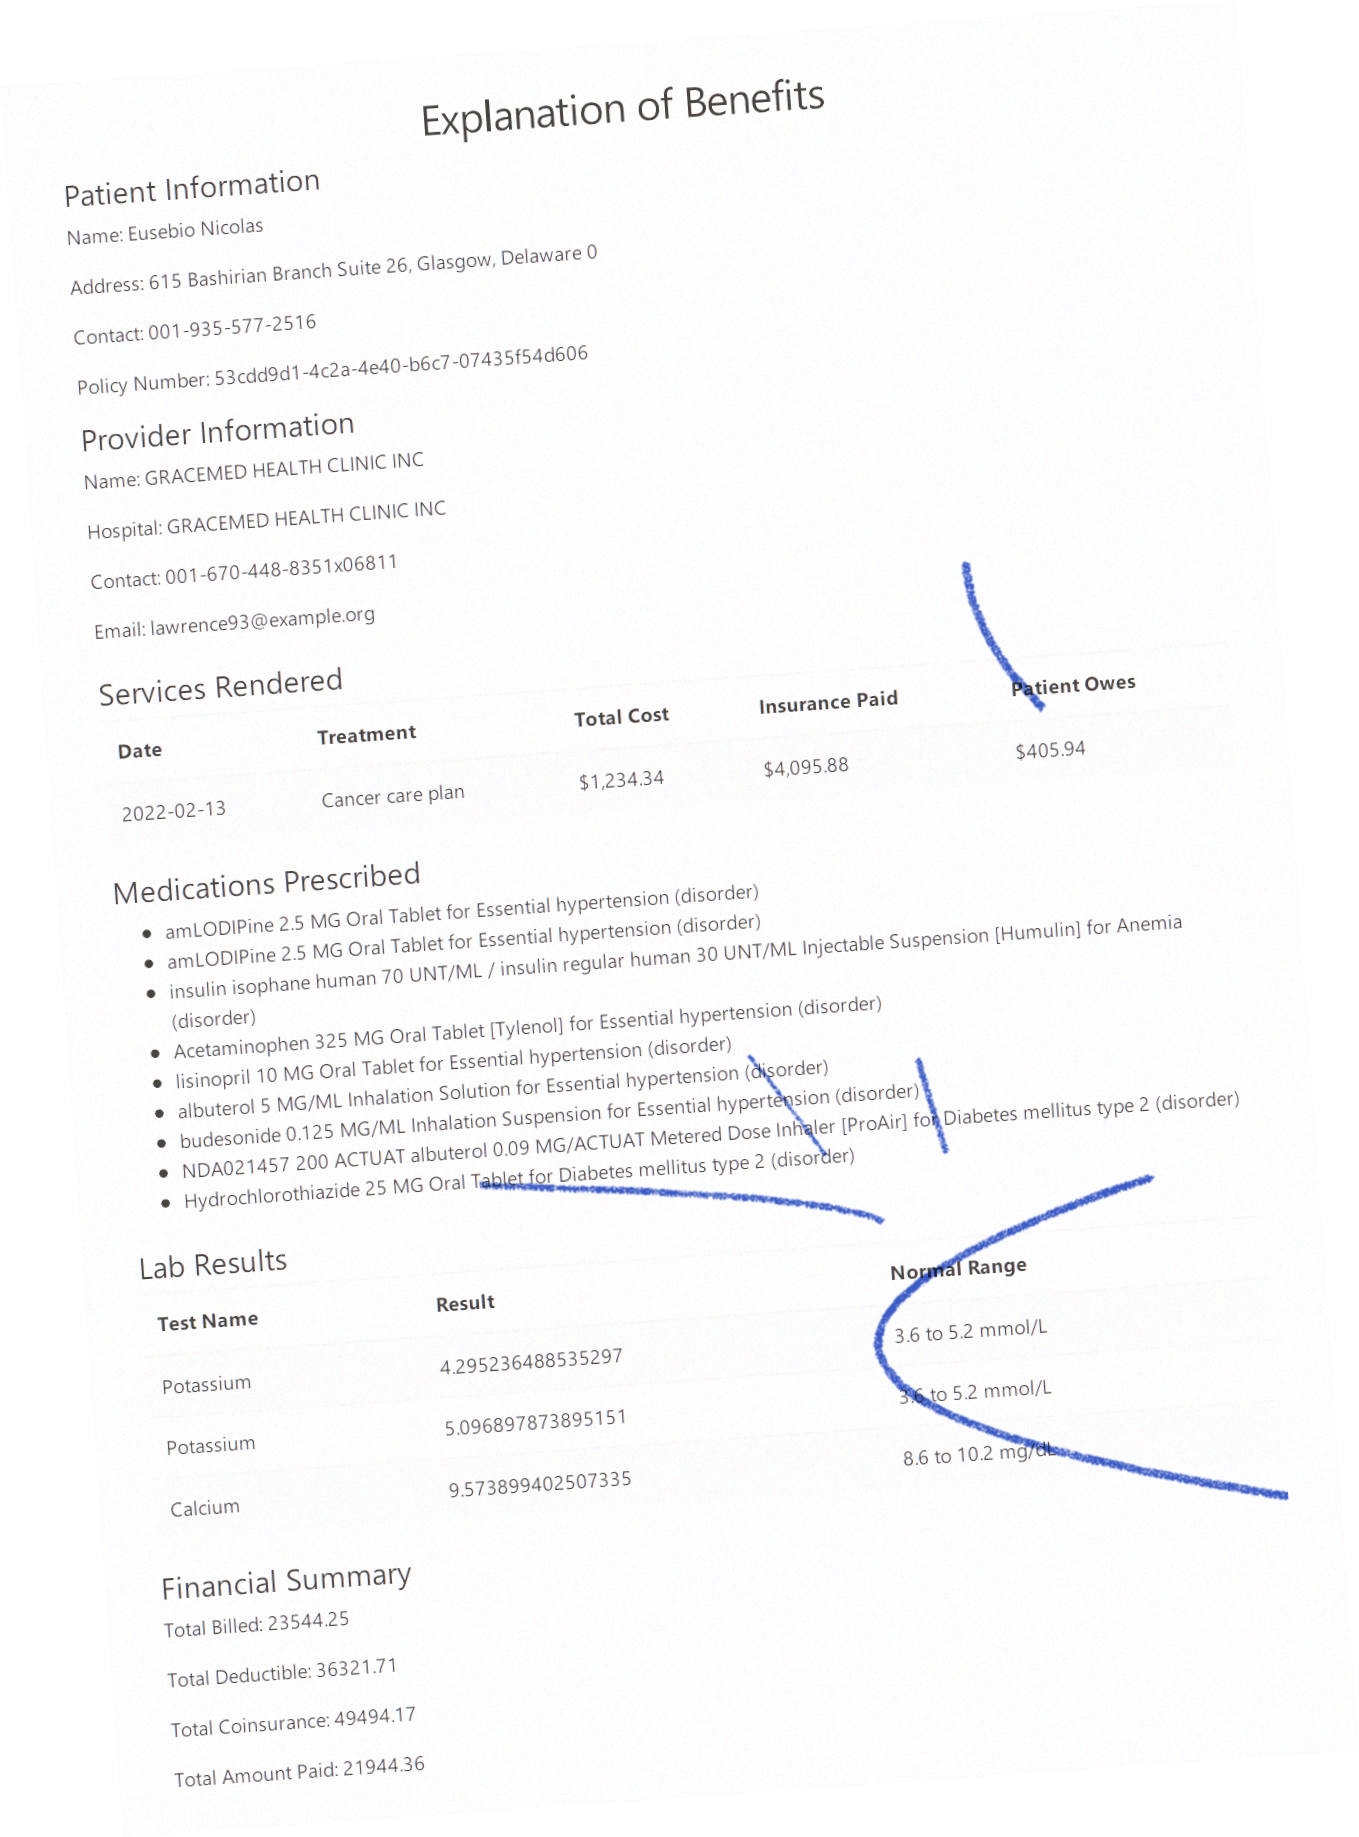 Explanation of Benefits
Patient Information
Name: Eusebio Nicolas
Address: 615 Bashirian Branch Suite 26, Glasgow, Delaware 0
Contact: 001-935-577-2516
Policy Number: 53cdd9d1-4c2a-4e40-b6c7-07435f54d606
Provider Information
Name: GRACEMED HEALTH CLINIC INC
Hospital: GRACEMED HEALTH CLINIC INC
Contact: 001-670-448-8351x06811
Email: lawrence93@example.org
Services Rendered
Date Treatment Total Cost Insurance Paid Patient Owes
2022-02-13 Cancer care plan $1,234.34 $4,095.88 $405.94
Medications Prescribed
• amLODIPine 2.5 MG Oral Tablet for Essential hypertension (disorder)
• amLODIPine 2.5 MG Oral Tablet for Essential hypertension (disorder)
• insulin isophane human 70 UNT/ML / insulin regular human 30 UNT/ML Injectable Suspension [Humulin] for Anemia
(disorder)
• Acetaminophen 325 MG Oral Tablet [Tylenol] for Essential hypertension (disorder)
• lisinopril 10 MG Oral Tablet for Essential hypertension (disorder)
• albuterol 5 MG/ML Inhalation Solution for Essential hypertension (disorder)
• budesonide 0.125 MG/ML Inhalation Suspension for Essential hypertension (disorder)
• NDA021457 200 ACTUAT albuterol 0.09 MG/ACTUAT Metered Dose Inhaler [ProAir] for Diabetes mellitus type 2 (disorder)
• Hydrochlorothiazide 25 MG Oral Tablet for Diabetes mellitus type 2 (disorder)
Lab Results
Test Name Result Normal Range
Potassium 4.295236488535297 3.6 to 5.2 mmol/L
Potassium 5.096897873895151 3.6 to 5.2 mmol/L
Calcium 9.573899402507335 8.6 to 10.2 mg/dL
Financial Summary
Total Billed: 23544.25
Total Deductible: 36321.71
Total Coinsurance: 49494.17
Total Amount Paid: 21944.36